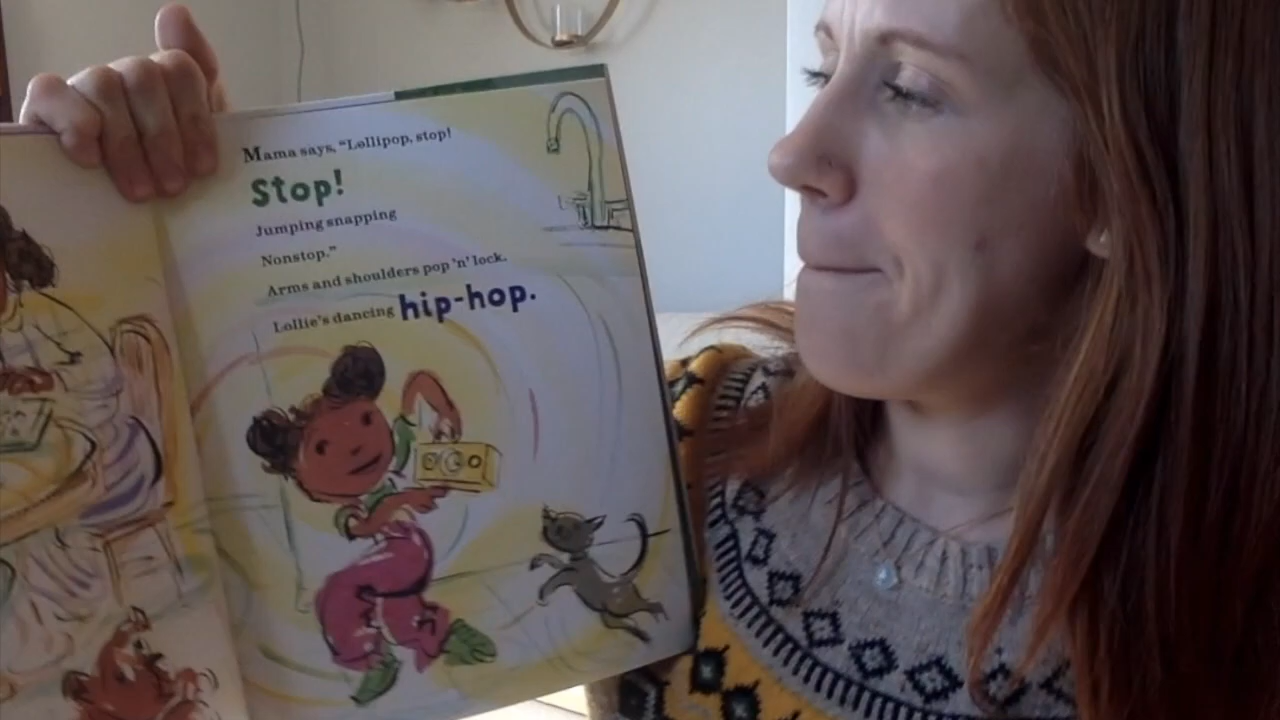 Mama says, “Lollipop, stop!
Stop!
Jumping snapping
Nonstop.”
Arms and shoulders pop ’n’ lock.
Lollie’s dancing hip-hop.